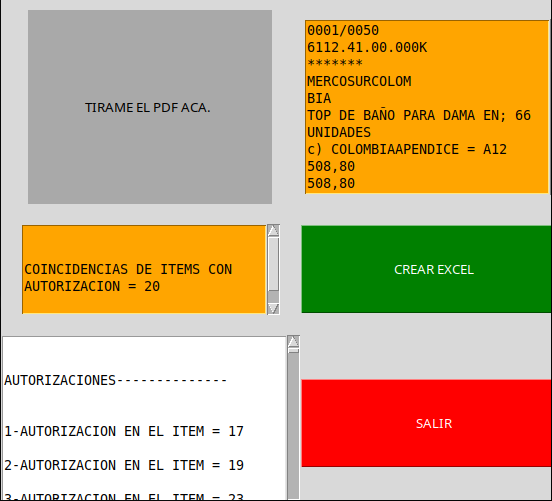 TIRAME EL PDF ACA.
0001/0050
6112.41.00.000K
*******
MERCOSURCOLOM
BIA
TOP DE BAÑO PARA DAMA EN; 66
UNIDADES
c) COLOMBIAAPENDICE = A12
508,80
508,80
COINCIDENCIAS DE ITEMS CON
AUTORIZACION = 20
CREAR EXCEL
AUTORIZACIONES--------------
1-AUTORIZACION EN EL ITEM = 17
2-AUTORIZACION EN EL ITEM = 19
3-AUTORIZACION EN EL ITEM = 23
SALIR